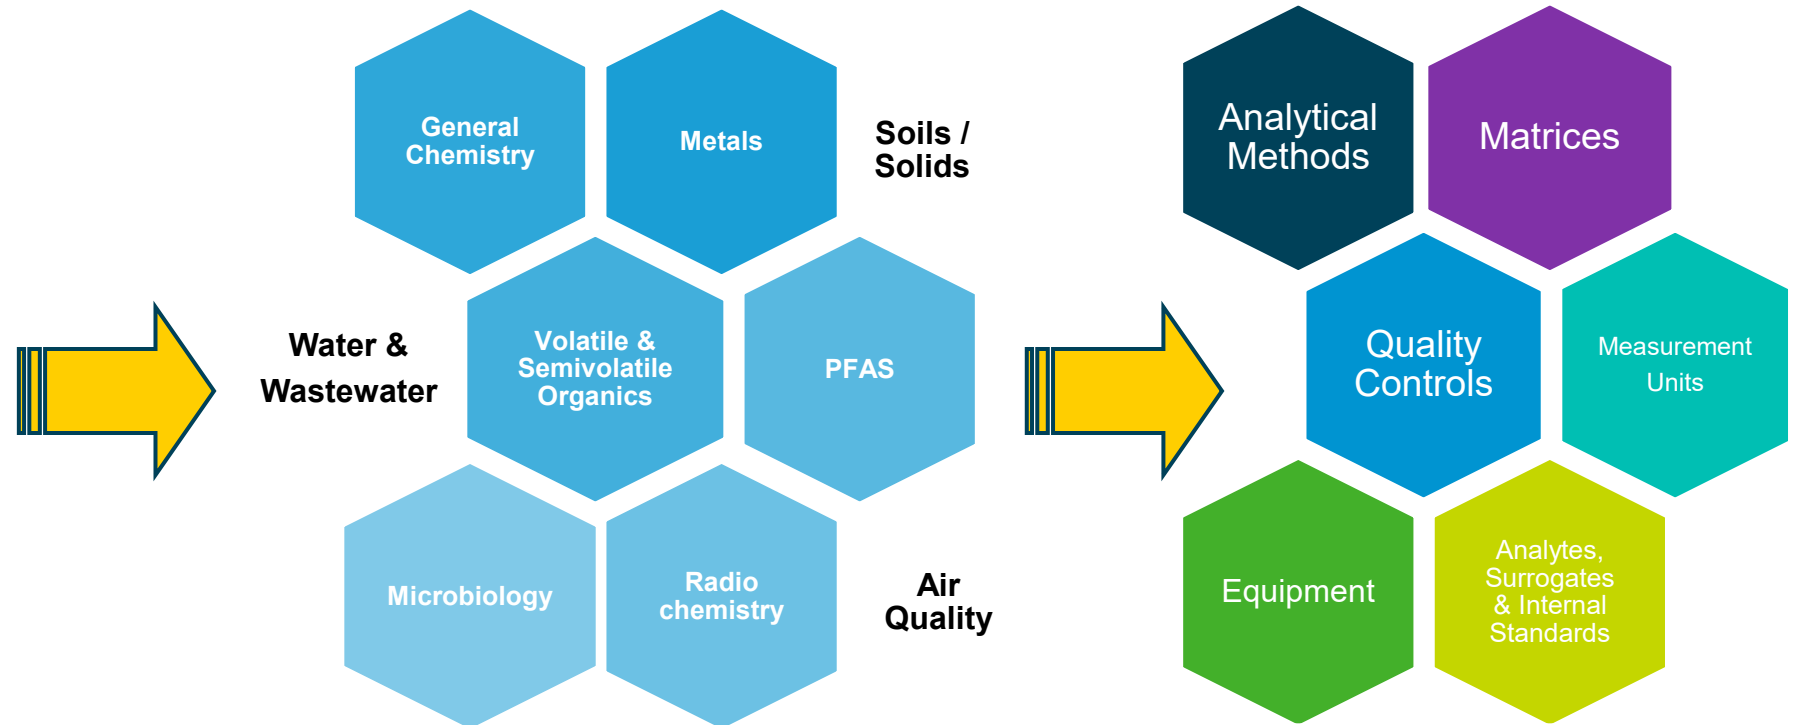 General
Chemistry
Metals
Soils /
Solids
Water &
Wastewater
Volatile &
Semivolatile
Organics
PFAS
Microbiology
Radio
chemistry
Air
Quality
Analytical
Methods
Matrices
Quality
Controls
Measurement
Units
Equipment
Analytes,
Surrogates
& Internal
Standards